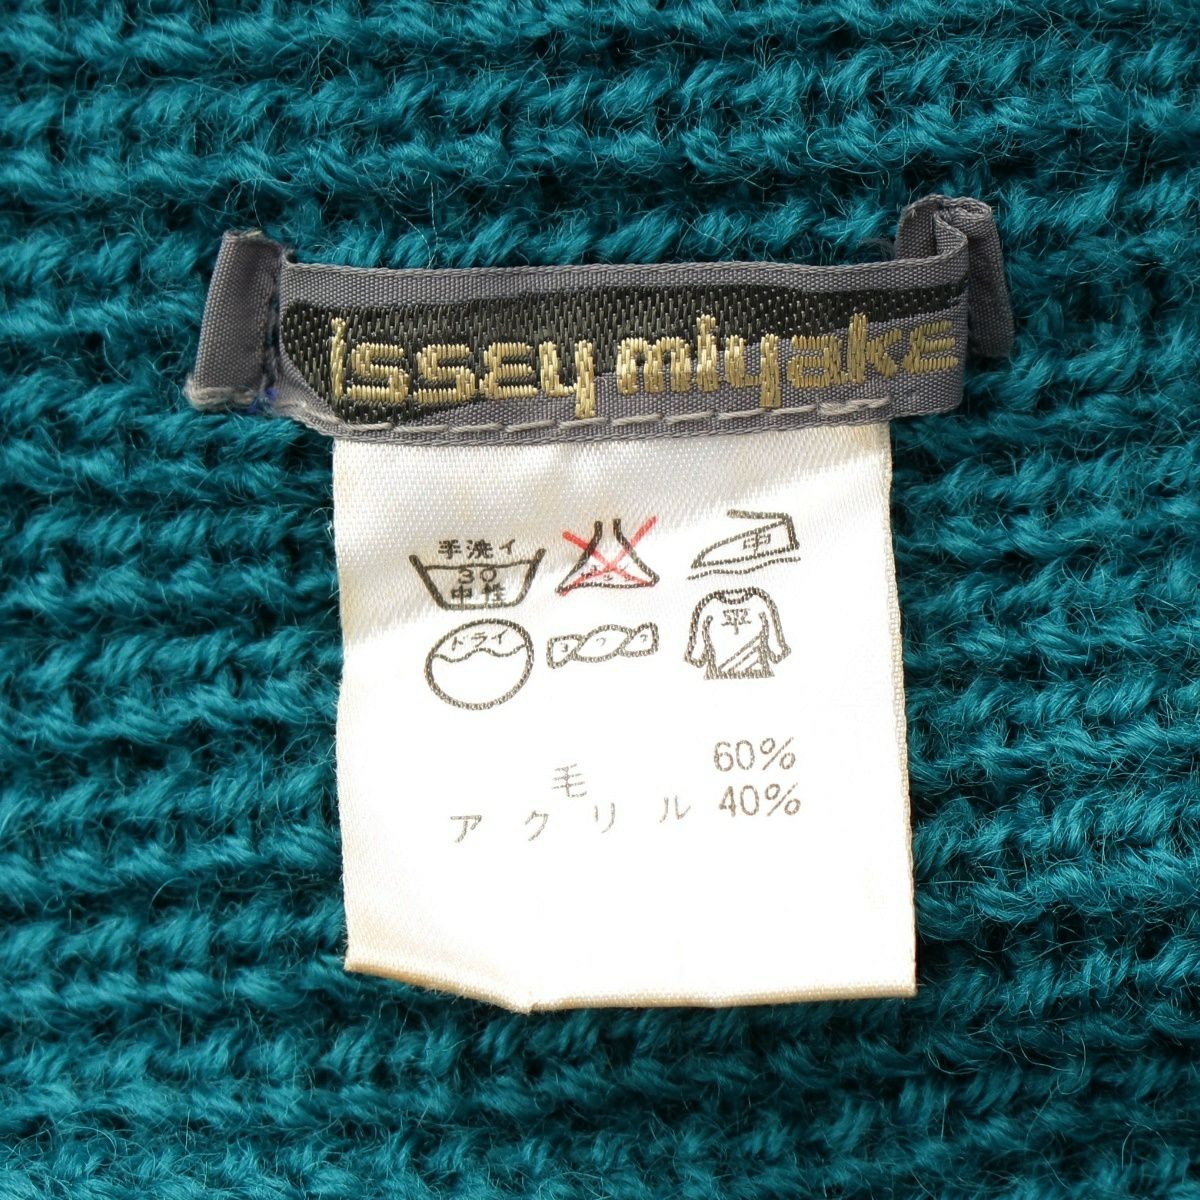 issey miyake
手洗イ
30
中性
中
ドライ
平
毛 60%
アクリル 40%